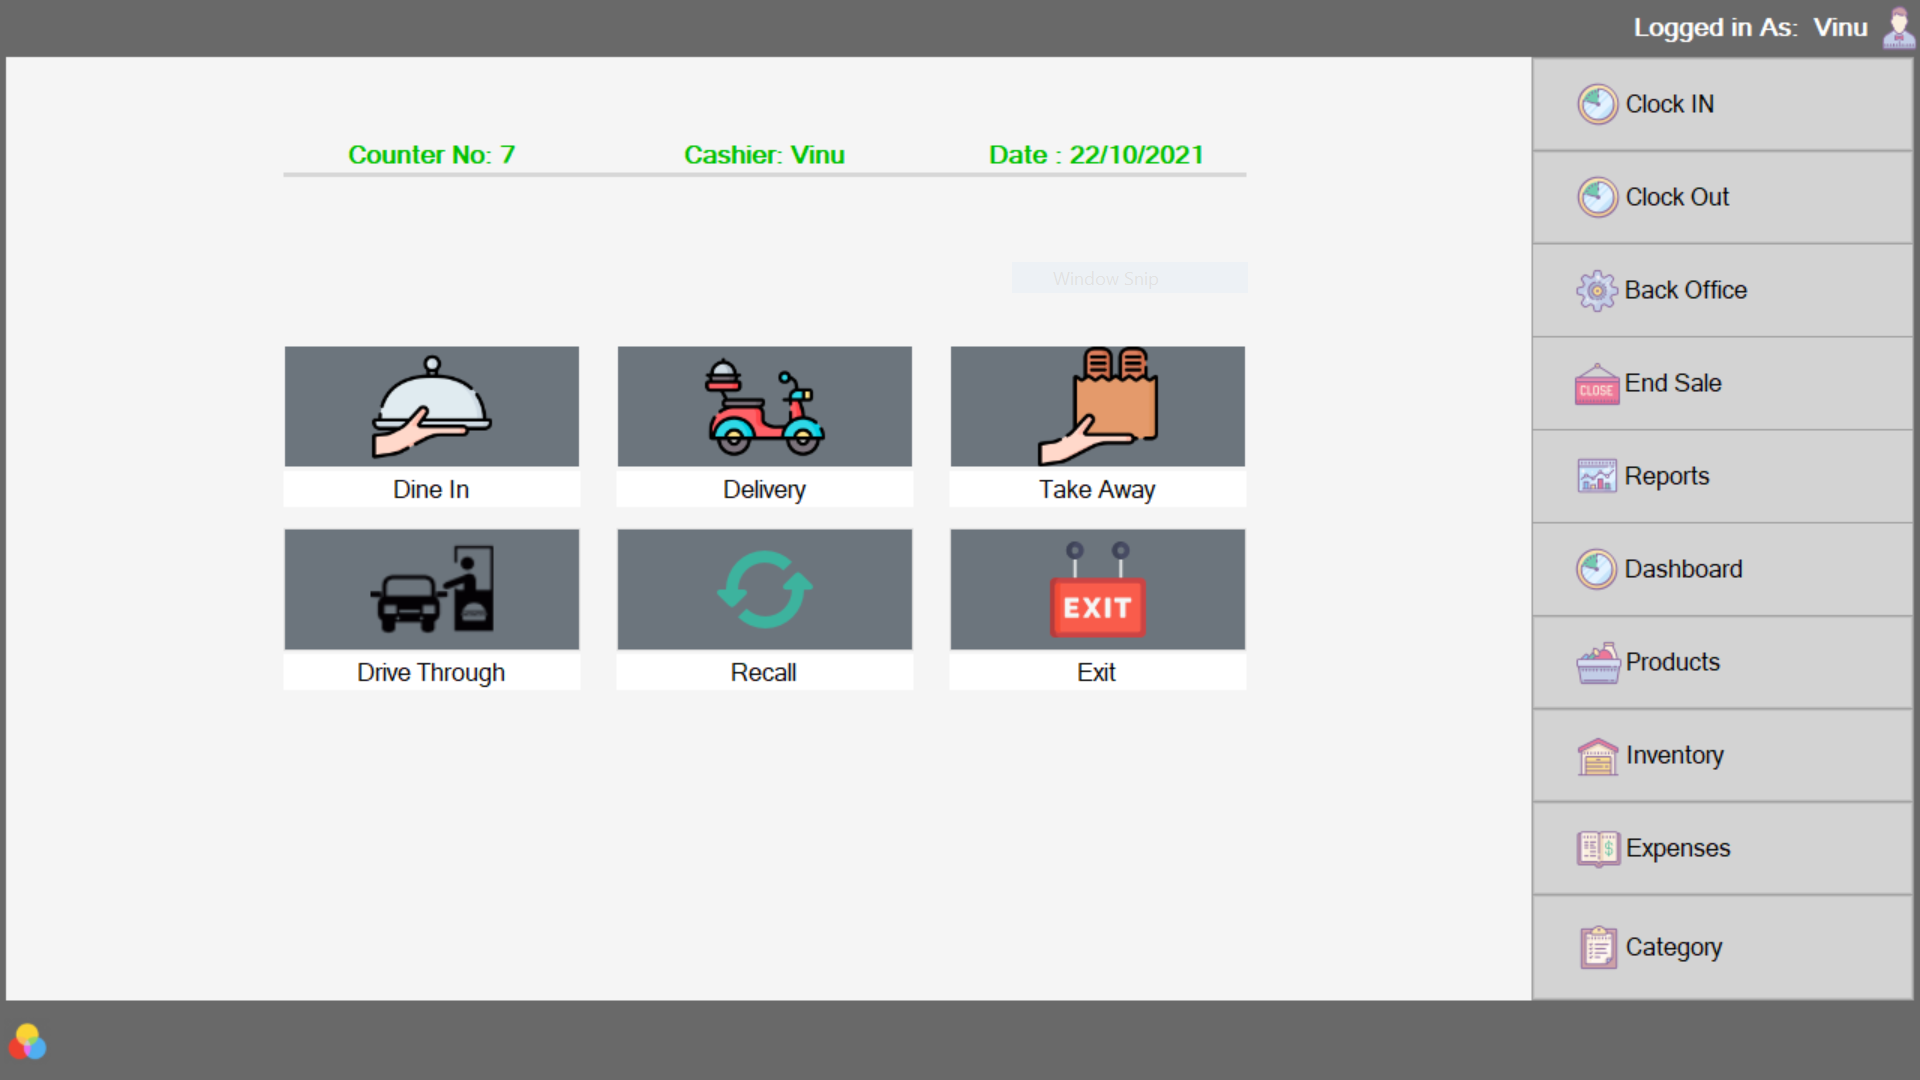 Logged in As: Vinu
Counter No: 7
Cashier: Vinu
Date : 22/10/2021
Window Snip
Dine In
Delivery
Take Away
EXIT
Drive Through
Recall
Exit
Clock IN
Clock Out
Back Office
CLOSE
End Sale
Reports
Dashboard
Products
Inventory
$
Expenses
Category